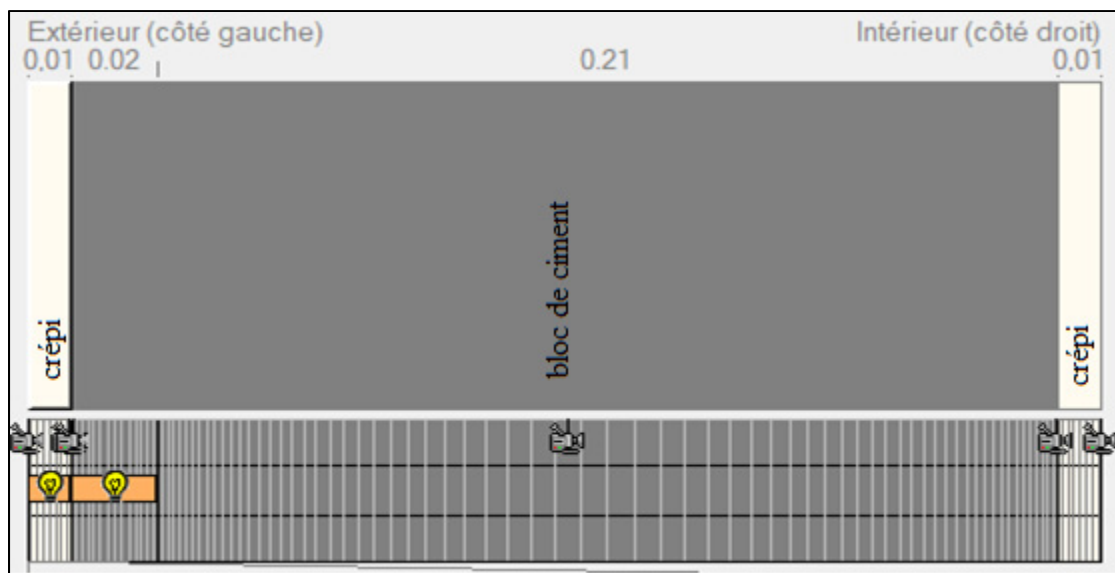 Extérieur (côté gauche) Intérieur (côté droit)
0,01 0.02 0.21 0,01
crépi
bloc de ciment
crépi